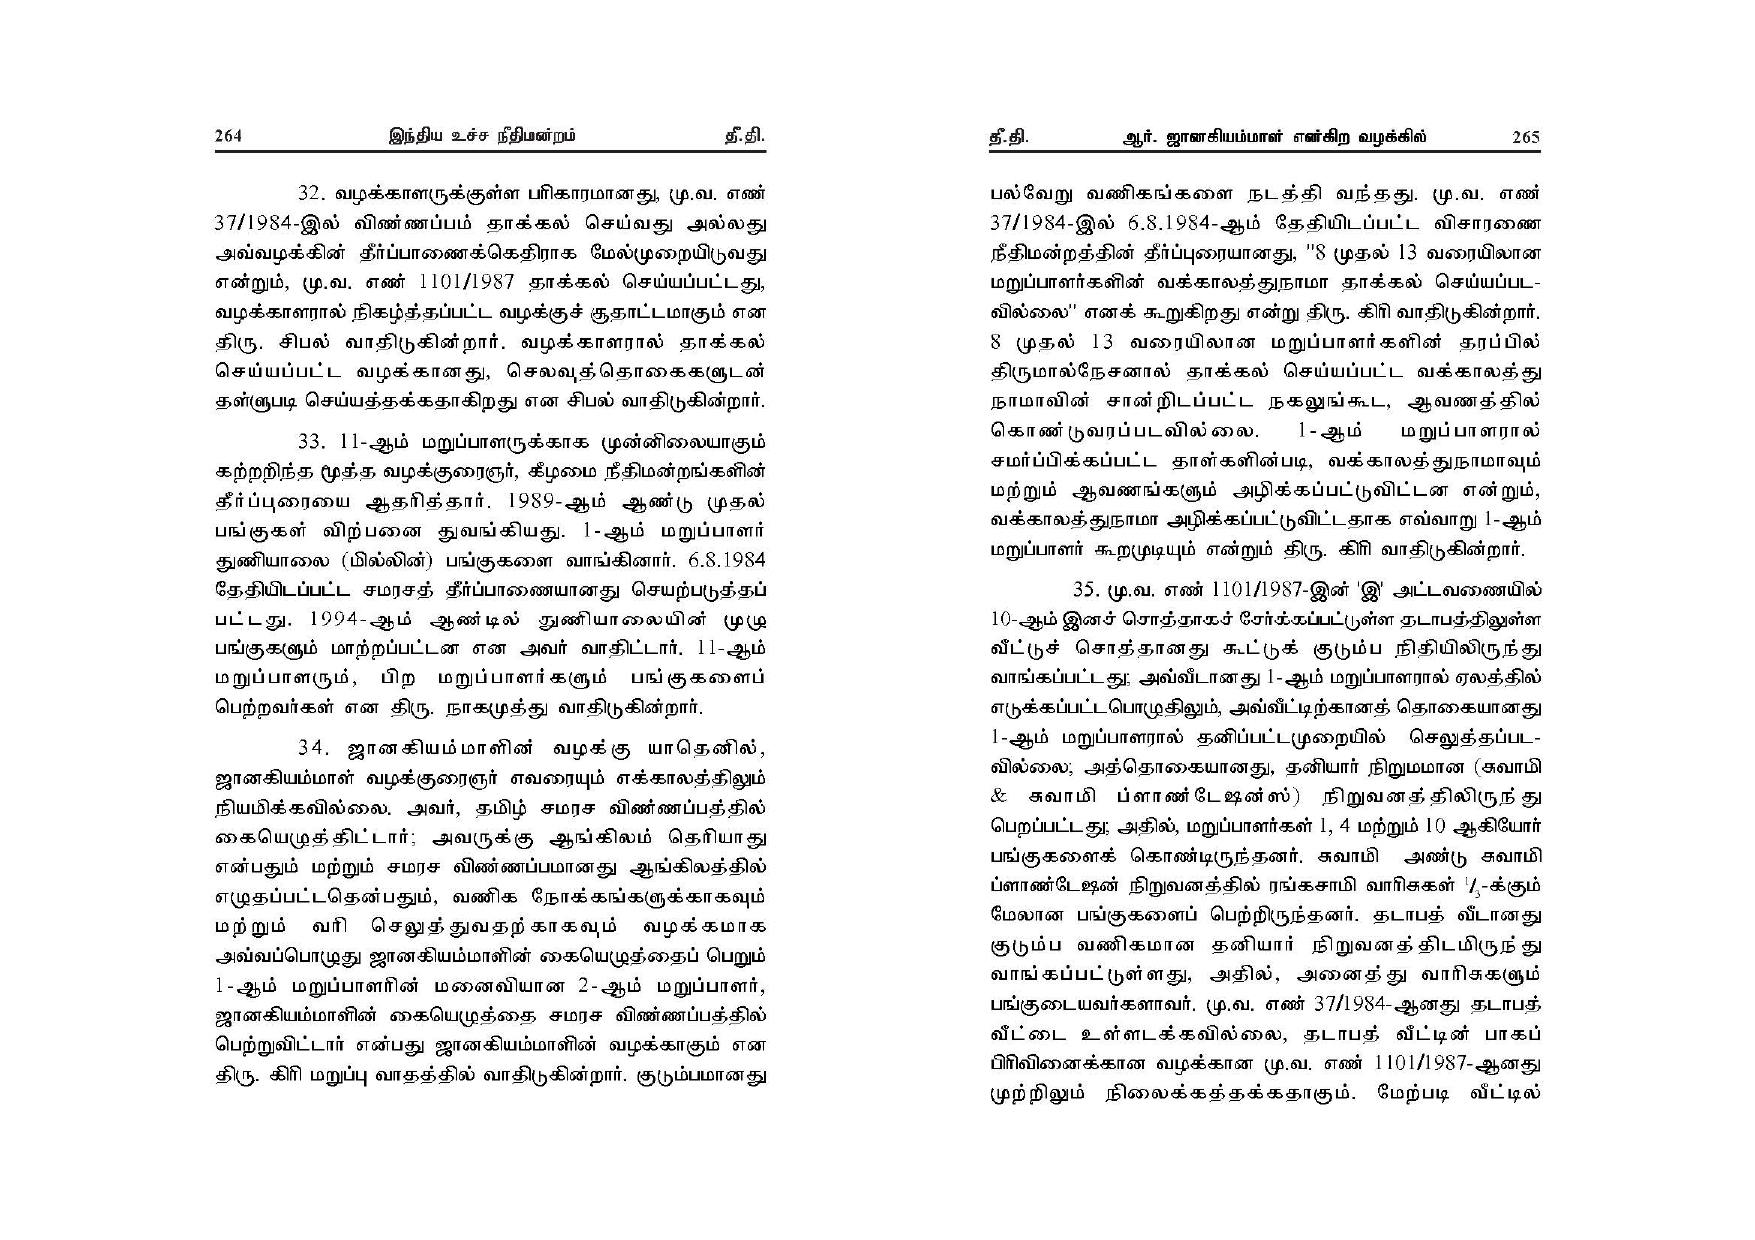 264 இந்திய உச்ச நீதிமன்றம் தீ.தி.
32. வழக்காளருக்குள்ள பரிகாரமானது, மு.வ. எண்
37/1984-இல் விண்ணப்பம் தாக்கல் செய்வது அல்லது
அவ்வழக்கின் தீர்ப்பாணைக்கெதிராக மேல்முறையிடுவது
என்றும், மு.வ. எண் 1101/1987 தாக்கல் செய்யப்பட்டது,
வழக்காளரால் நிகழ்த்தப்பட்ட வழக்குச் சூதாட்டமாகும் என
திரு. சிபல் வாதிடுகின்றார். வழக்காளரால் தாக்கல்
செய்யப்பட்ட வழக்கானது, செலவுத்தொகைகளுடன்
தள்ளுபடி செய்யத்தக்கதாகிறது என சிபல் வாதிடுகின்றார்.
33. 11-ஆம் மறுப்பாளருக்காக முன்னிலையாகும்
கற்றறிந்த மூத்த வழக்குரைஞர், கீழமை நீதிமன்றங்களின்
தீர்ப்புரையை ஆதரித்தார். 1989-ஆம் ஆண்டு முதல்
பங்குகள் விற்பனை துவங்கியது. 1-ஆம் மறுப்பாளர்
துணியாலை (மில்லின்) பங்குகளை வாங்கினார். 6.8.1984
தேதியிடப்பட்ட சமரசத் தீர்ப்பாணையானது செயற்படுத்தப்
பட்டது. 1994-ஆம் ஆண்டில் துணியாலையின் முழு
பங்குகளும் மாற்றப்பட்டன என அவர் வாதிட்டார். 11-ஆம்
மறுப்பாளரும், பிற மறுப்பாளர்களும் பங்குகளைப்
பெற்றவர்கள் என திரு. நாகமுத்து வாதிடுகின்றார்.
34. ஜானகியம்மாளின் வழக்கு யாதெனில்,
ஜானகியம்மாள் வழக்குரைஞர் எவரையும் எக்காலத்திலும்
நியமிக்கவில்லை. அவர், தமிழ் சமரச விண்ணப்பத்தில்
கையெழுத்திட்டார்; அவருக்கு ஆங்கிலம் தெரியாது
என்பதும் மற்றும் சமரச விண்ணப்பமானது ஆங்கிலத்தில்
எழுதப்பட்டதென்பதும், வணிக நோக்கங்களுக்காகவும்
மற்றும் வரி செலுத்துவதற்காகவும் வழக்கமாக
அவ்வப்பொழுது ஜானகியம்மாளின் கையெழுத்தைப் பெறும்
1-ஆம் மறுப்பாளரின் மனைவியான 2-ஆம் மறுப்பாளர்,
ஜானகியம்மாளின் கையெழுத்தை சமரச விண்ணப்பத்தில்
பெற்றுவிட்டார் என்பது ஜானகியம்மாளின் வழக்காகும் என
திரு. கிரி மறுப்பு வாதத்தில் வாதிடுகின்றார். குடும்பமானது
தீ.தி. ஆர். ஜானகியம்மாள் என்கிற வழக்கில் 265
பல்வேறு வணிகங்களை நடத்தி வந்தது. மு.வ. எண்
37/1984-இல் 6.8.1984-ஆம் தேதியிடப்பட்ட விசாரணை
நீதிமன்றத்தின் தீர்ப்புரையானது, "8 முதல் 13 வரையிலான
மறுப்பாளர்களின் வக்காலத்துநாமா தாக்கல் செய்யப்பட-
வில்லை" எனக் கூறுகிறது என்று திரு. கிரி வாதிடுகின்றார்.
8 முதல் 13 வரையிலான மறுப்பாளர்களின் தரப்பில்
திருமால்நேசனால் தாக்கல் செய்யப்பட்ட வக்காலத்து
நாமாவின் சான்றிடப்பட்ட நகலுங்கூட, ஆவணத்தில்
கொண்டுவரப்படவில்லை. 1-ஆம் மறுப்பாளரால்
சமர்ப்பிக்கப்பட்ட தாள்களின்படி, வக்காலத்துநாமாவும்
மற்றும் ஆவணங்களும் அழிக்கப்பட்டுவிட்டன என்றும்,
வக்காலத்துநாமா அழிக்கப்பட்டுவிட்டதாக எவ்வாறு 1-ஆம்
மறுப்பாளர் கூறமுடியும் என்றும் திரு. கிரி வாதிடுகின்றார்.
35. மு.வ. எண் 1101/1987-இன் 'இ' அட்டவணையில்
10-ஆம் இனச் சொத்தாகச் சேர்க்கப்பட்டுள்ள தடாபத்திலுள்ள
வீட்டுச் சொத்தானது கூட்டுக் குடும்ப நிதியிலிருந்து
வாங்கப்பட்டது; அவ்வீடானது 1-ஆம் மறுப்பாளரால் ஏலத்தில்
எடுக்கப்பட்டபொழுதிலும், அவ்வீட்டிற்கானத் தொகையானது
1-ஆம் மறுப்பாளரால் தனிப்பட்டமுறையில் செலுத்தப்பட-
வில்லை; அத்தொகையானது, தனியார் நிறுமமான (சுவாமி
& சுவாமி ப்ளாண்டேஷன்ஸ்) நிறுவனத்திலிருந்து
பெறப்பட்டது; அதில், மறுப்பாளர்கள் 1, 4 மற்றும் 10 ஆகியோர்
பங்குகளைக் கொண்டிருந்தனர். சுவாமி அண்டு சுவாமி
ப்ளாண்டேஷன் நிறுவனத்தில் ரங்கசாமி வாரிசுகள் 1/3-க்கும்
மேலான பங்குகளைப் பெற்றிருந்தனர். தடாபத் வீடானது
குடும்ப வணிகமான தனியார் நிறுவனத்திடமிருந்து
வாங்கப்பட்டுள்ளது, அதில், அனைத்து வாரிசுகளும்
பங்குடையவர்களாவர். மு.வ. எண் 37/1984-ஆனது தடாபத்
வீட்டை உள்ளடக்கவில்லை, தடாபத் வீட்டின் பாகப்
பிரிவினைக்கான வழக்கான மு.வ. எண் 1101/1987-ஆனது
முற்றிலும் நிலைக்கத்தக்கதாகும். மேற்படி வீட்டில்